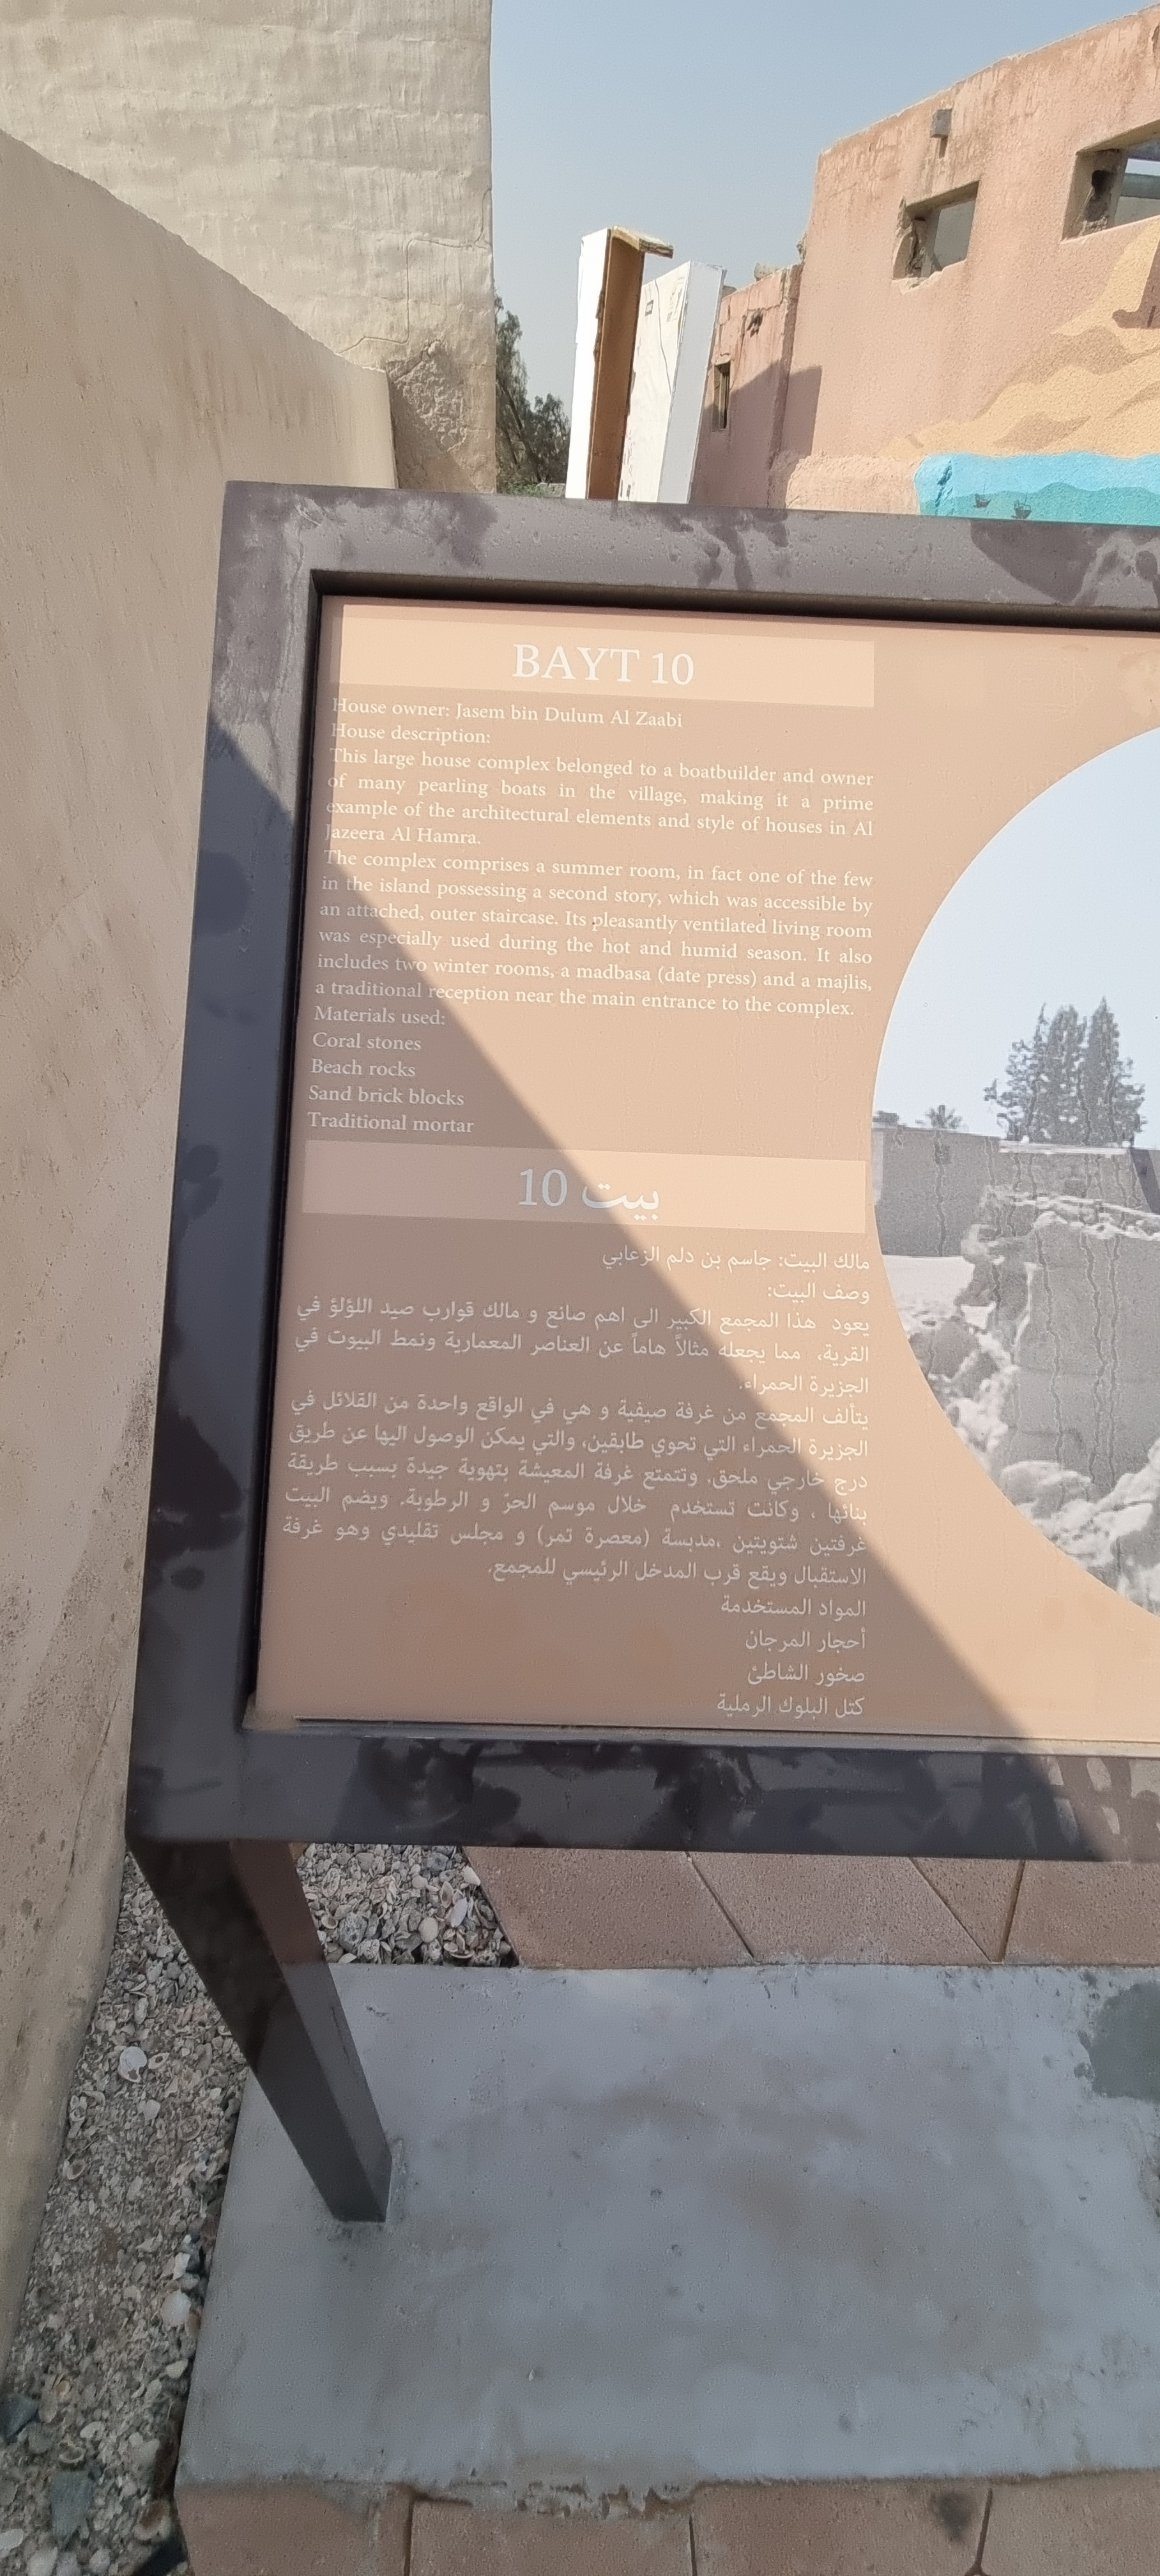 BAYT 10
House owner: Jasem bin Dulum Al Zaabi
House description:
This large house complex belonged to a boatbuilder and owner
of many pearling boats in the village, making it a prime
example of the architectural elements and style of houses in Al
Jazeera Al Hamra.
The complex comprises a summer room, in fact one of the few
in the island possessing a second story, which was accessible by
an attached, outer staircase. Its pleasantly ventilated living room
was especially used during the hot and humid season. It also
includes two winter rooms, a madbasa (date press) and a majlis,
a traditional reception near the main entrance to the complex.
Materials used:
Coral stones
Beach rocks
Sand brick blocks
Traditional mortar
بيت 10
مالك البيت: جاسم بن دلم الزعابي
وصف البيت:
يعود هذا المجمع الكبير الى اهم صانع و مالك قوارب صيد اللؤلؤ في
القرية، مما يجعله مثالاً هاماً عن العناصر المعمارية ونمط البيوت في
الجزيرة الحمراء.
يتألف المجمع من غرفة صيفية و هي في الواقع واحدة من القلائل في
الجزيرة الحمراء التي تحوي طابقين، والتي يمكن الوصول اليها عن طريق
درج خارجي ملحق. وتتمتع غرفة المعيشة بتهوية جيدة بسبب طريقة
بنائها ، وكانت تستخدم خلال موسم الحرّ و الرطوبة. ويضم البيت
غرفتين شتويتين ،مدبسة (معصرة تمر) و مجلس تقليدي وهو غرفة
الاستقبال ويقع قرب المدخل الرئيسي للمجمع.
المواد المستخدمة
أحجار المرجان
صخور الشاطئ
كتل البلوك الرملية